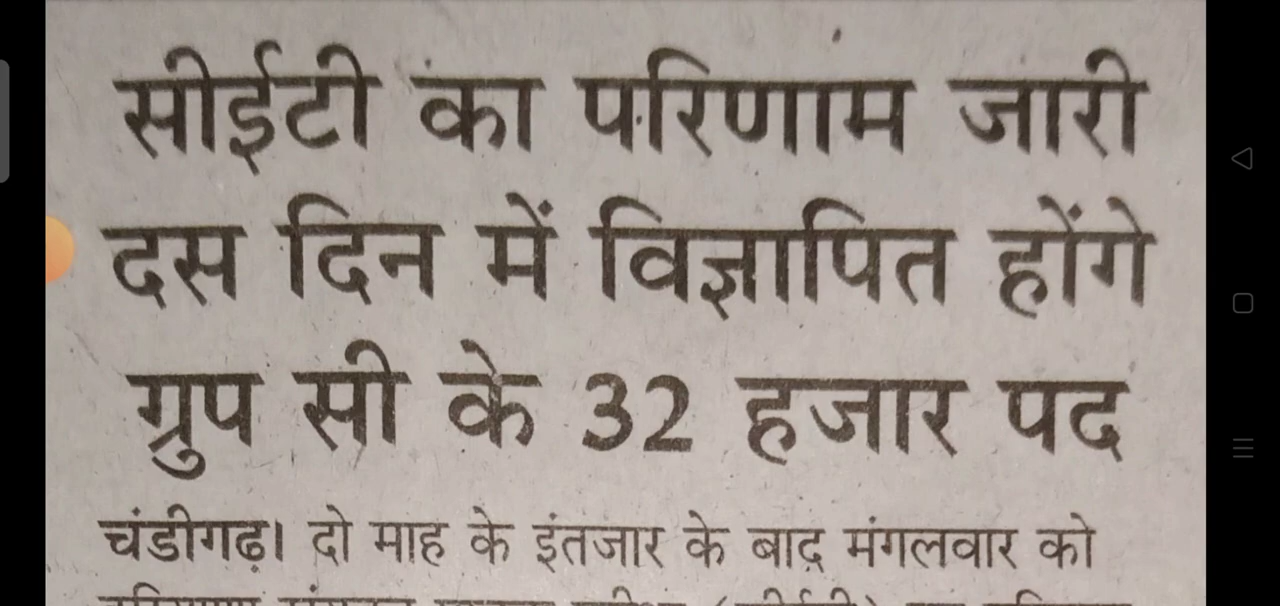 सीईटी का परिणाम जारी
दस दिन में विज्ञापित होंगे
ग्रुप सी के 32 हजार पद
चंडीगढ़। दो माह के इंतजार के बाद मंगलवार को